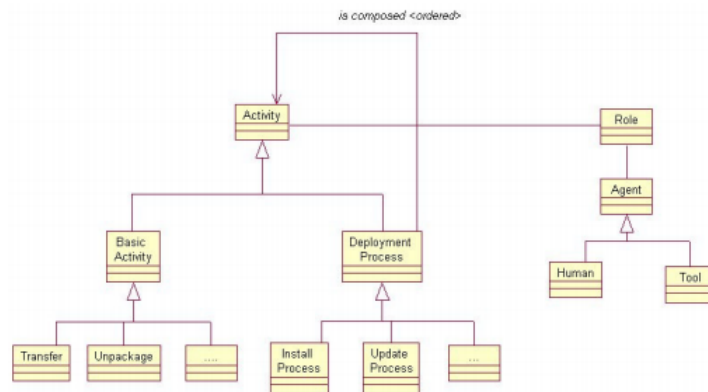 is composed <ordered>
Activity
Role
Agent
Basic
Activity
Deployment
Process
Human
Tool
Transfer
Unpackage
....
Install
Process
Update
Process
...